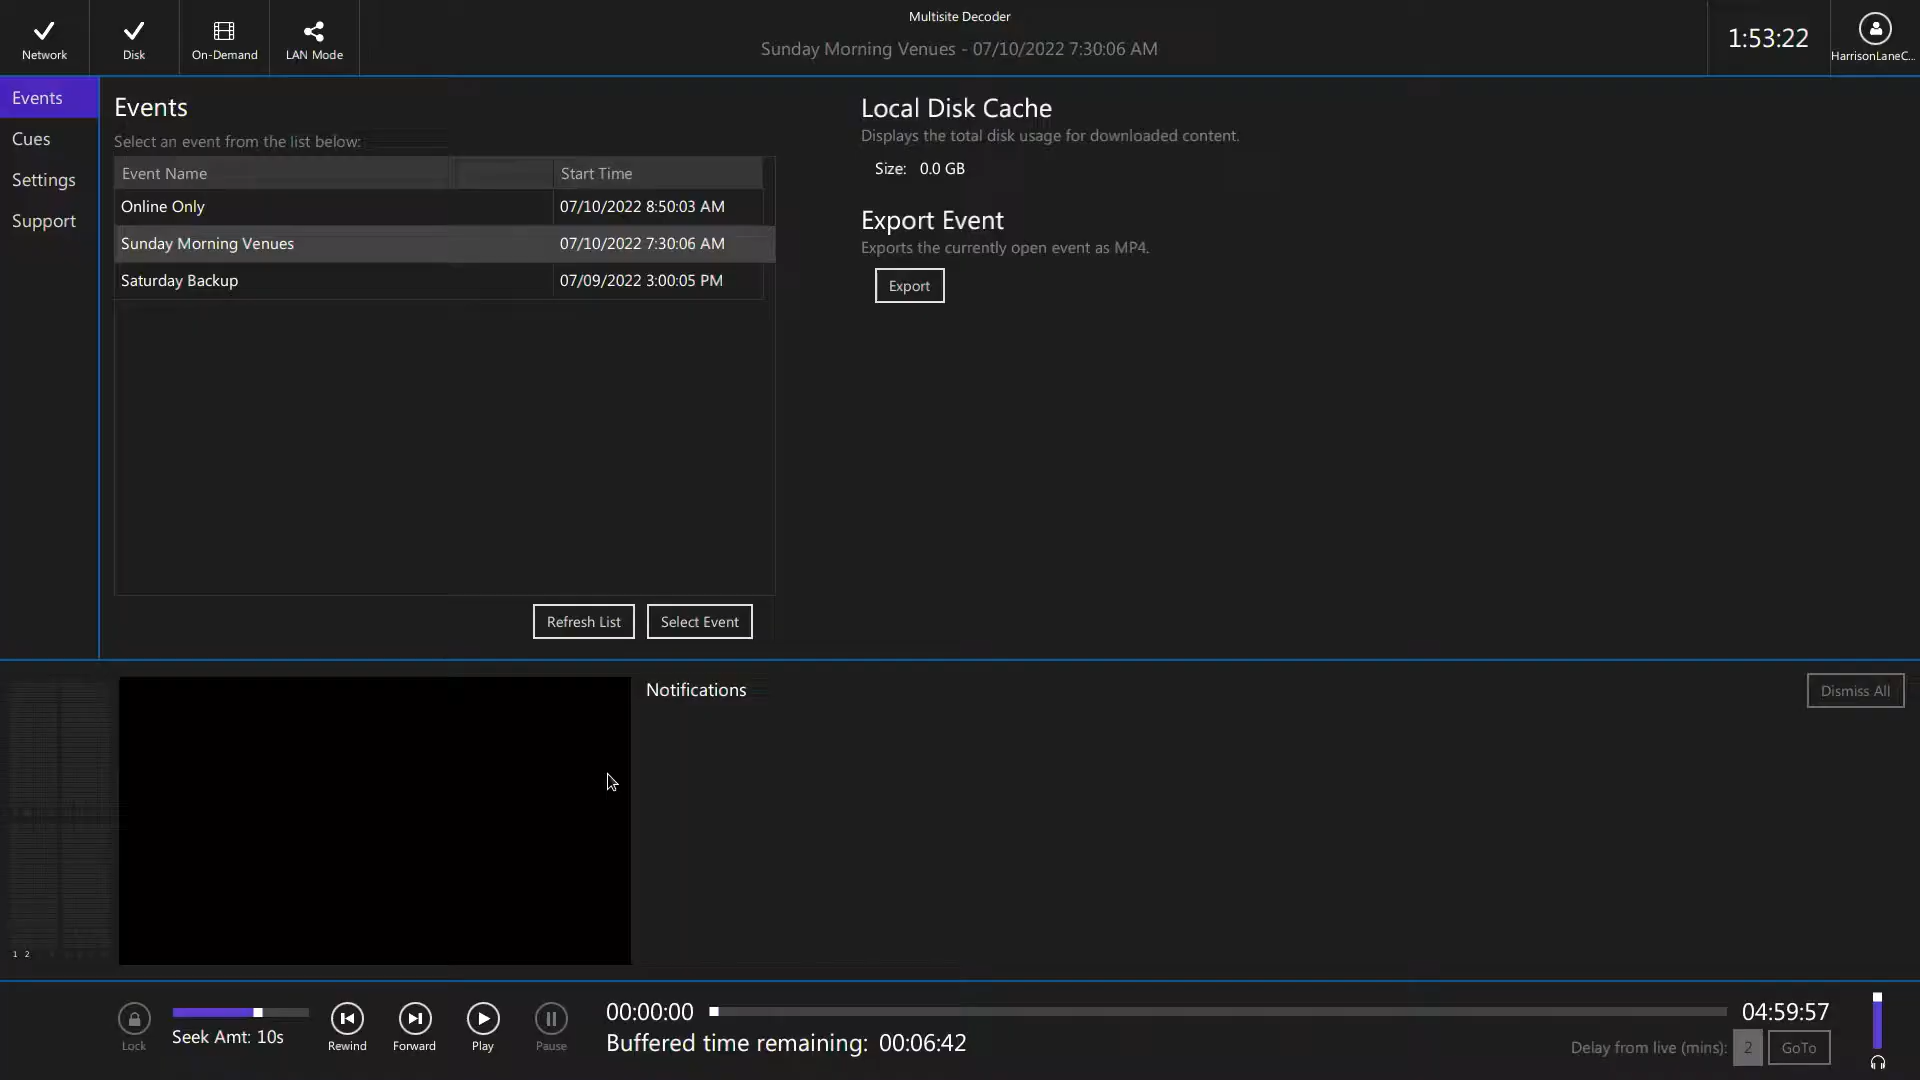 Multisite Decoder
Sunday Morning Venues - 07/10/2022 7:30:06 AM
Network
Disk
On-Demand
LAN Mode
1:53:22
HarrisonLaneC...
Events
Cues
Settings
Support
Events
Select an event from the list below:
Event Name Start Time
Online Only 07/10/2022 8:50:03 AM
Sunday Morning Venues 07/10/2022 7:30:06 AM
Saturday Backup 07/09/2022 3:00:05 PM
Refresh List
Select Event
Local Disk Cache
Displays the total disk usage for downloaded content.
Size: 0.0 GB
Export Event
Exports the currently open event as MP4.
Export
1 2
Notifications
Dismiss All
Lock
Seek Amt: 10s
Rewind
Forward
Play
Pause
00:00:00
04:59:57
Buffered time remaining: 00:06:42
Delay from live (mins): 2
GoTo